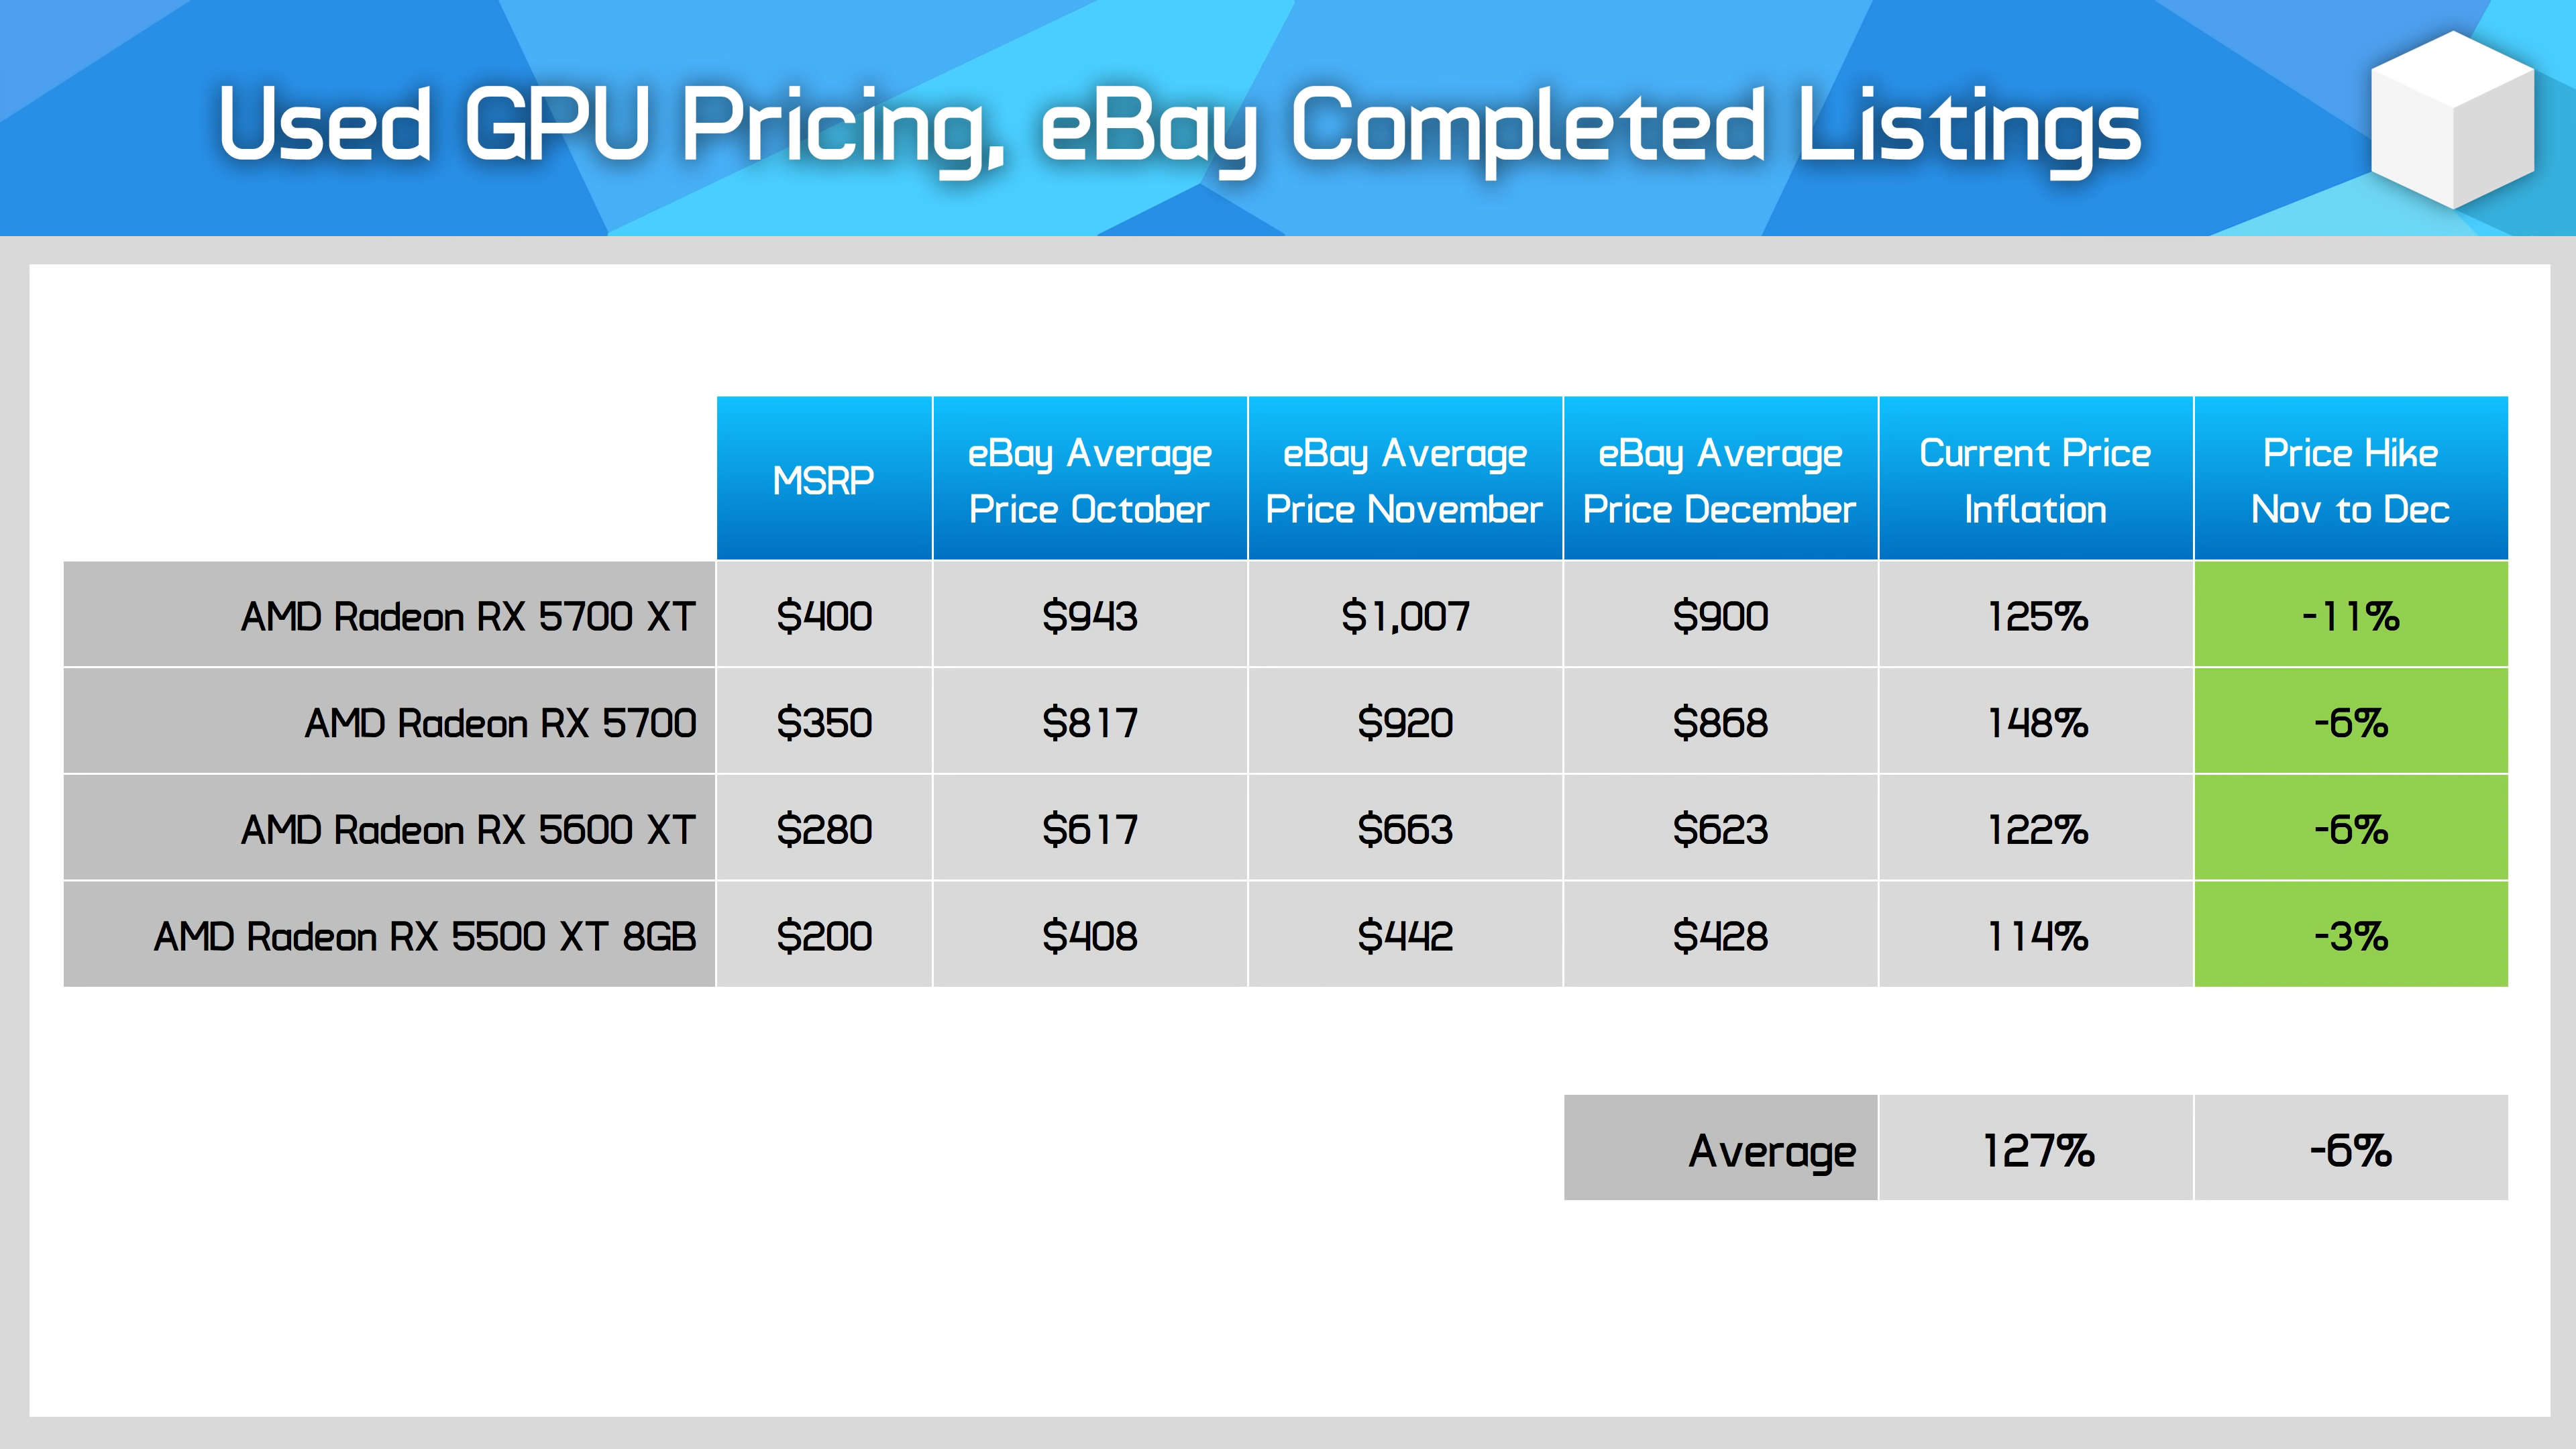 Used GPU Pricing, eBay Completed Listings
MSRP
eBay Average
Price October
eBay Average
Price November
eBay Average
Price December
Current Price
Inflation
Price Hike
Nov to Dec
AMD Radeon RX 5700 XT $400 $943 $1,007 $900 125% -11%
AMD Radeon RX 5700 $350 $817 $920 $868 148% -6%
AMD Radeon RX 5600 XT $280 $617 $663 $623 122% -6%
AMD Radeon RX 5500 XT 8GB $200 $408 $442 $428 114% -3%
Average 127% -6%